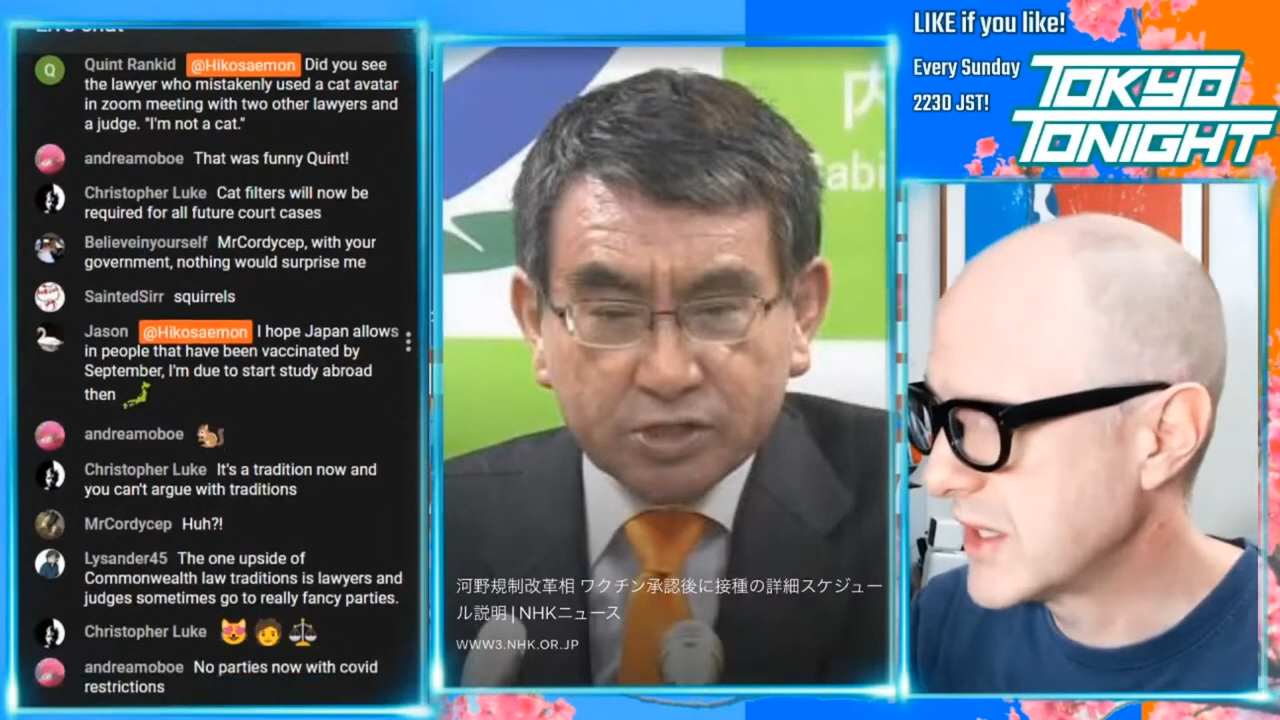 Live chat
Quint Rankid @Hikosaemon Did you see
the lawyer who mistakenly used a cat avatar
in zoom meeting with two other lawyers and
a judge. "I'm not a cat."
andreamoboe That was funny Quint!
Christopher Luke Cat filters will now be
required for all future court cases
Believeinyourself MrCordycep, with your
government, nothing would surprise me
SaintedSirr squirrels
Jason @Hikosaemon I hope Japan allows
in people that have been vaccinated by
September, I'm due to start study abroad
then
andreamoboe
Christopher Luke It's a tradition now and
you can't argue with traditions
MrCordycep Huh?!
Lysander45 The one upside of
Commonwealth law traditions is lawyers and
judges sometimes go to really fancy parties.
Christopher Luke
andreamoboe No parties now with covid
restrictions
Q
内
Cabi
河野規制改革相 ワクチン承認後に接種の詳細スケジュー
ル説明 | NHKニュース
WWW3.NHK.OR.JP
LIKE if you like!
Every Sunday
2230 JST!
TOKYO
TONIGHT